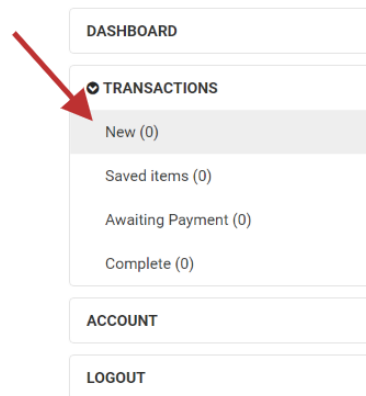 DASHBOARD
TRANSACTIONS
New (0)
Saved items (0)
Awaiting Payment (0)
Complete (0)
ACCOUNT
LOGOUT